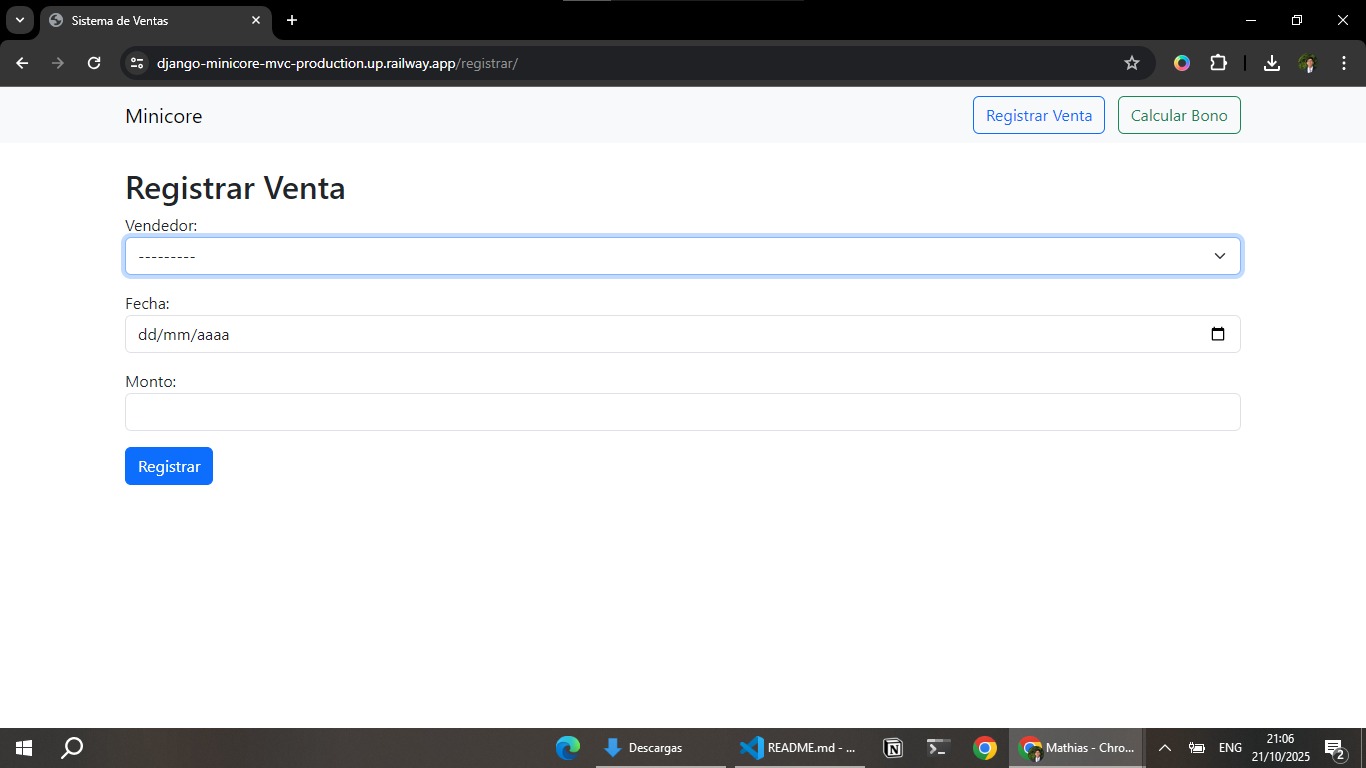 Sistema de Ventas
django-minicore-mvc-production.up.railway.app/registrar/
Minicore
Registrar Venta
Calcular Bono
Registrar Venta
Vendedor:
---------
Fecha:
dd/mm/aaaa
Monto:
Registrar
Descargas
README.md - ...
Mathias - Chro...
ENG
21:06
21/10/2025
2